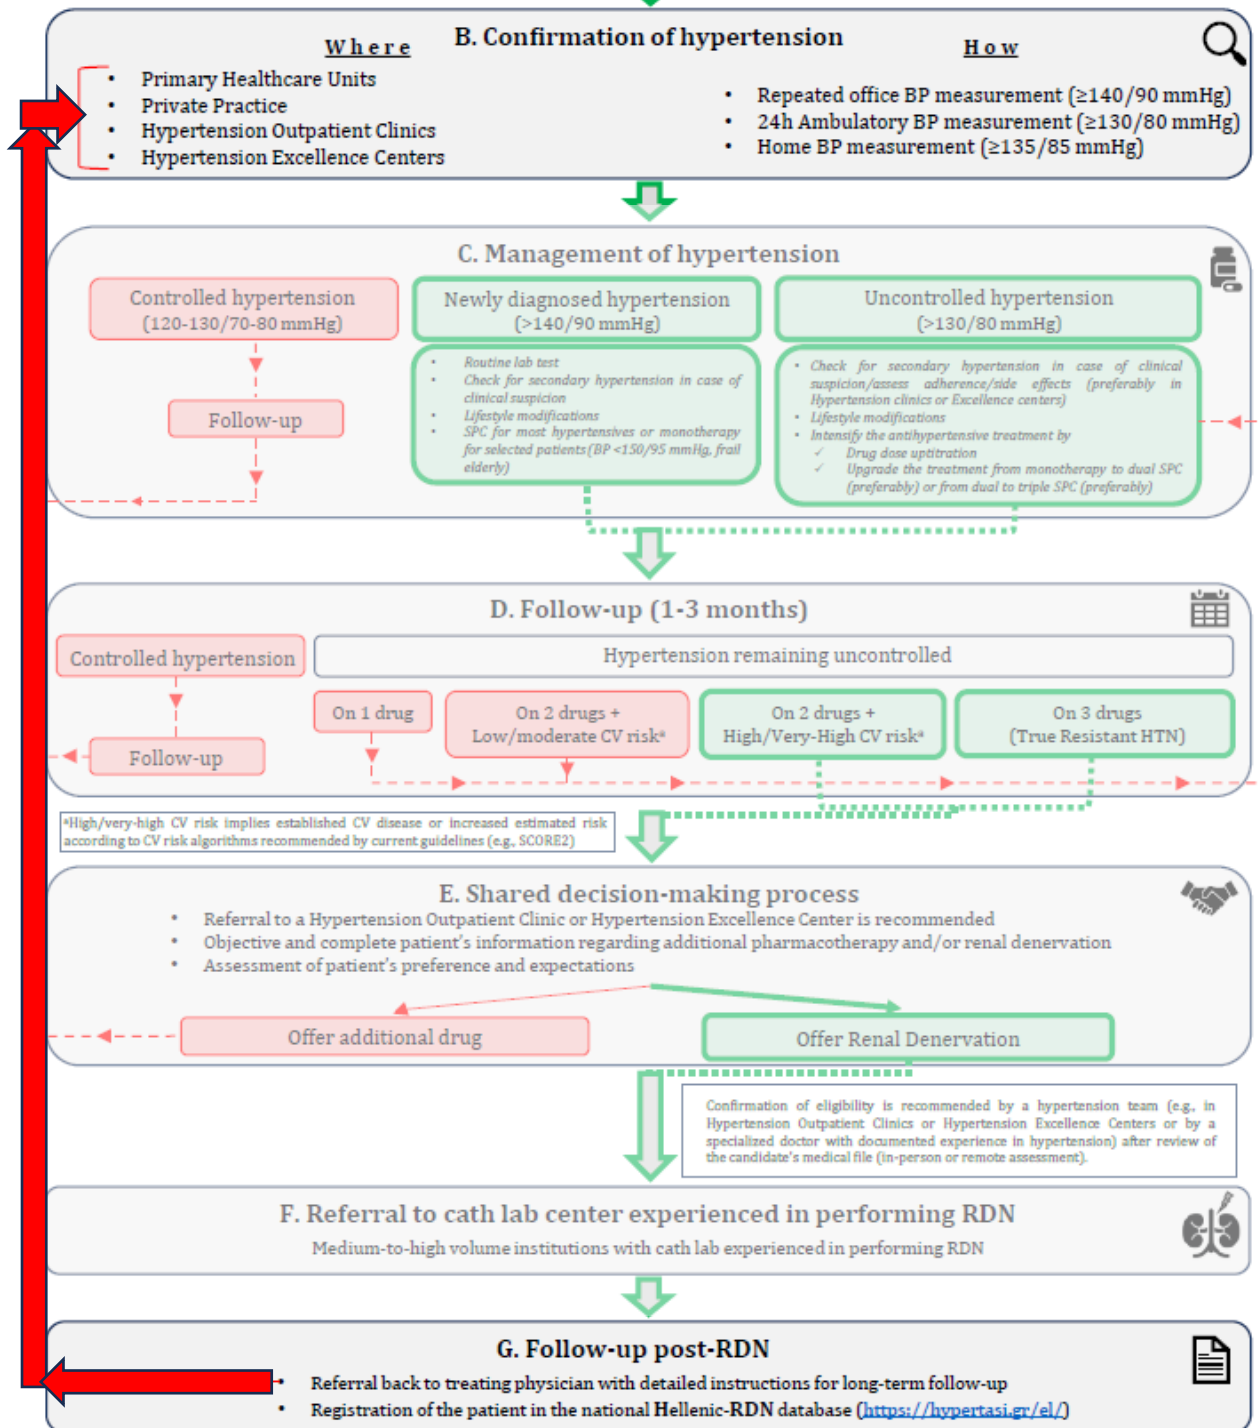 B. Confirmation of hypertension
Where
How
• Primary Healthcare Units
• Private Practice
• Hypertension Outpatient Clinics
• Hypertension Excellence Centers
• Repeated office BP measurement (≥140/90 mmHg)
• 24h Ambulatory BP measurement (≥130/80 mmHg)
• Home BP measurement (≥135/85 mmHg)
C. Management of hypertension
Controlled hypertension
(120-130/70-80 mmHg)
Follow-up
Newly diagnosed hypertension
(>140/90 mmHg)
• Routine lab test
• Check for secondary hypertension in case of
clinical suspicion
• Lifestyle modifications
• SPC for most hypertensives or monotherapy
for selected patients (BP <150/95 mmHg, frail
elderly)
Uncontrolled hypertension
(>130/80 mmHg)
• Check for secondary hypertension in case of clinical
suspicion/assess adherence/side effects (preferably in
Hypertension clinics or Excellence centers)
• Lifestyle modifications
• Intensify the antihypertensive treatment by
✓ Drug dose uptitration
✓ Upgrade the treatment from monotherapy to dual SPC
(preferably) or from dual to triple SPC (preferably)
D. Follow-up (1-3 months)
Controlled hypertension
Follow-up
Hypertension remaining uncontrolled
On 1 drug
On 2 drugs +
Low/moderate CV riskª
On 2 drugs +
High/Very-High CV riskª
On 3 drugs
(True Resistant HTN)
ªHigh/very-high CV risk implies established CV disease or increased estimated risk
according to CV risk algorithms recommended by current guidelines (e.g., SCORE2)
E. Shared decision-making process
• Referral to a Hypertension Outpatient Clinic or Hypertension Excellence Center is recommended
• Objective and complete patient's information regarding additional pharmacotherapy and/or renal denervation
• Assessment of patient's preference and expectations
Offer additional drug
Offer Renal Denervation
Confirmation of eligibility is recommended by a hypertension team (e.g., in
Hypertension Outpatient Clinics or Hypertension Excellence Centers or by a
specialized doctor with documented experience in hypertension) after review of
the candidate's medical file (in-person or remote assessment).
F. Referral to cath lab center experienced in performing RDN
Medium-to-high volume institutions with cath lab experienced in performing RDN
G. Follow-up post-RDN
• Referral back to treating physician with detailed instructions for long-term follow-up
• Registration of the patient in the national Hellenic-RDN database (https://hypertasi.gr/el/)